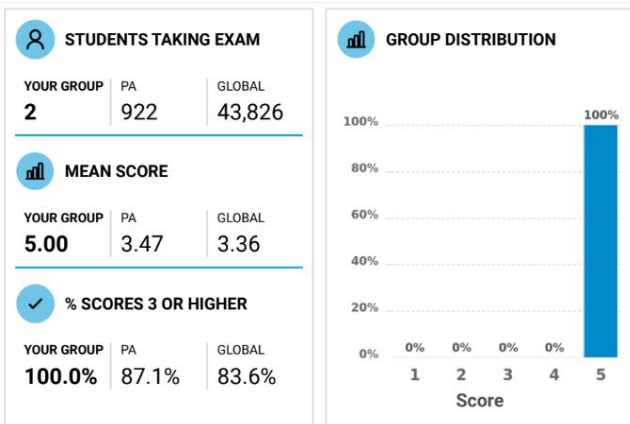 STUDENTS TAKING EXAM
YOUR GROUP PA GLOBAL
2 922 43,826
MEAN SCORE
YOUR GROUP PA GLOBAL
5.00 3.47 3.36
% SCORES 3 OR HIGHER
YOUR GROUP PA GLOBAL
100.0% 87.1% 83.6%
GROUP DISTRIBUTION
100%
100%
80%
60%
40%
20%
0% 0% 0% 0% 0%
1 2 3 4 5
Score